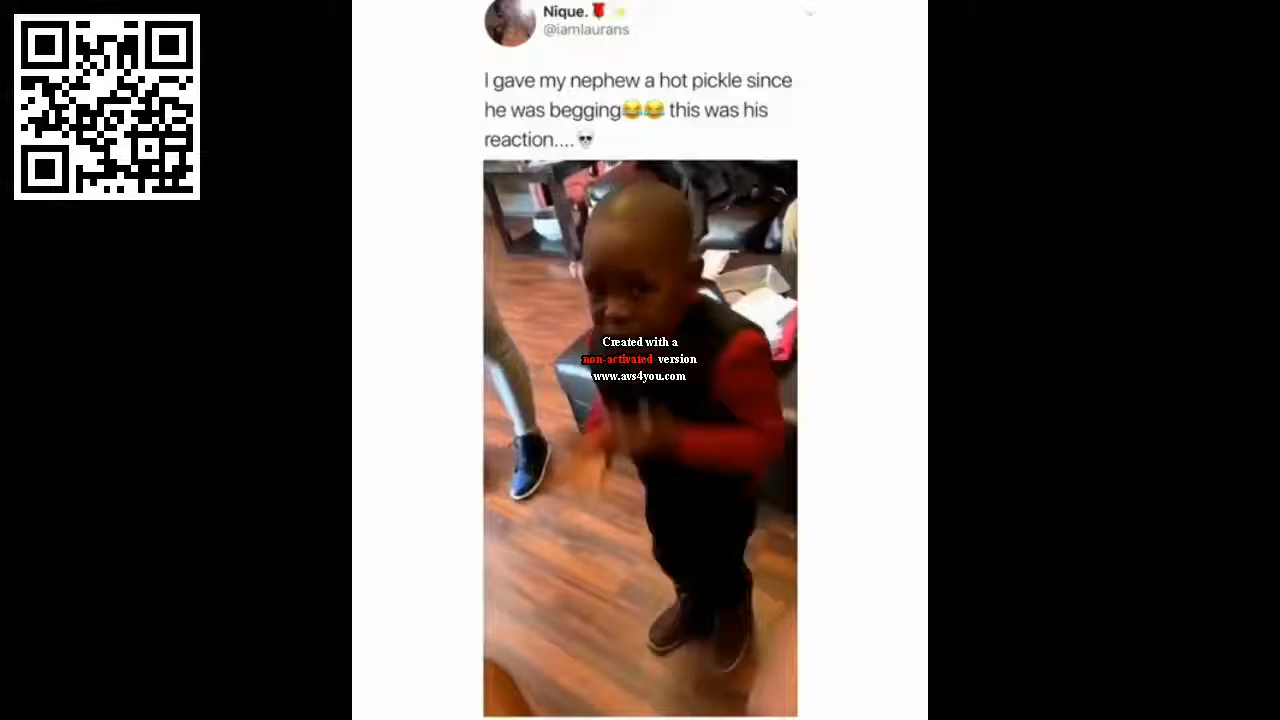 Nique.🌹✨
@iamlaurans
I gave my nephew a hot pickle since
he was begging😂😂 this was his
reaction....💀
Created with a
non-activated version
www.avs4you.com